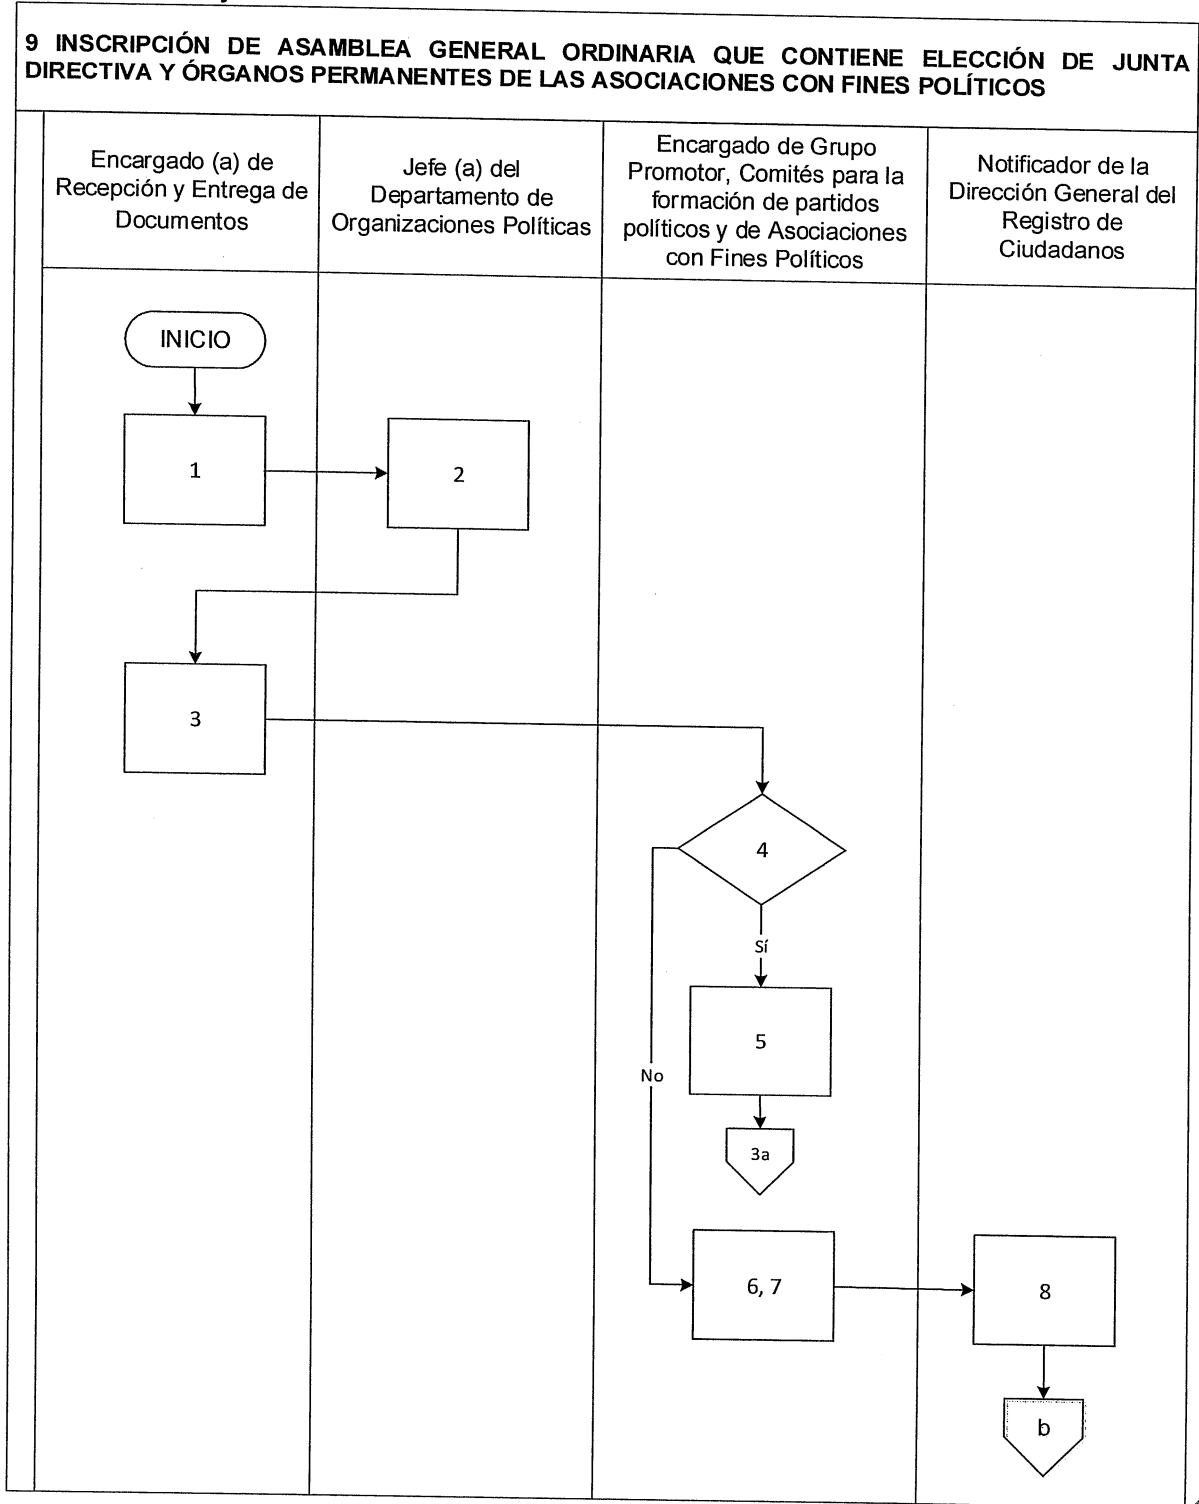 9 INSCRIPCIÓN DE ASAMBLEA GENERAL ORDINARIA QUE CONTIENE ELECCIÓN DE JUNTA
DIRECTIVA Y ÓRGANOS PERMANENTES DE LAS ASOCIACIONES CON FINES POLÍTICOS
Encargado (a) de
Recepción y Entrega de
Documentos
Jefe (a) del
Departamento de
Organizaciones Políticas
Encargado de Grupo
Promotor, Comités para la
formación de partidos
políticos y de Asociaciones
con Fines Políticos
Notificador de la
Dirección General del
Registro de
Ciudadanos
INICIO
1
2
3
4
Sí
5
No
3a
6, 7
8
b